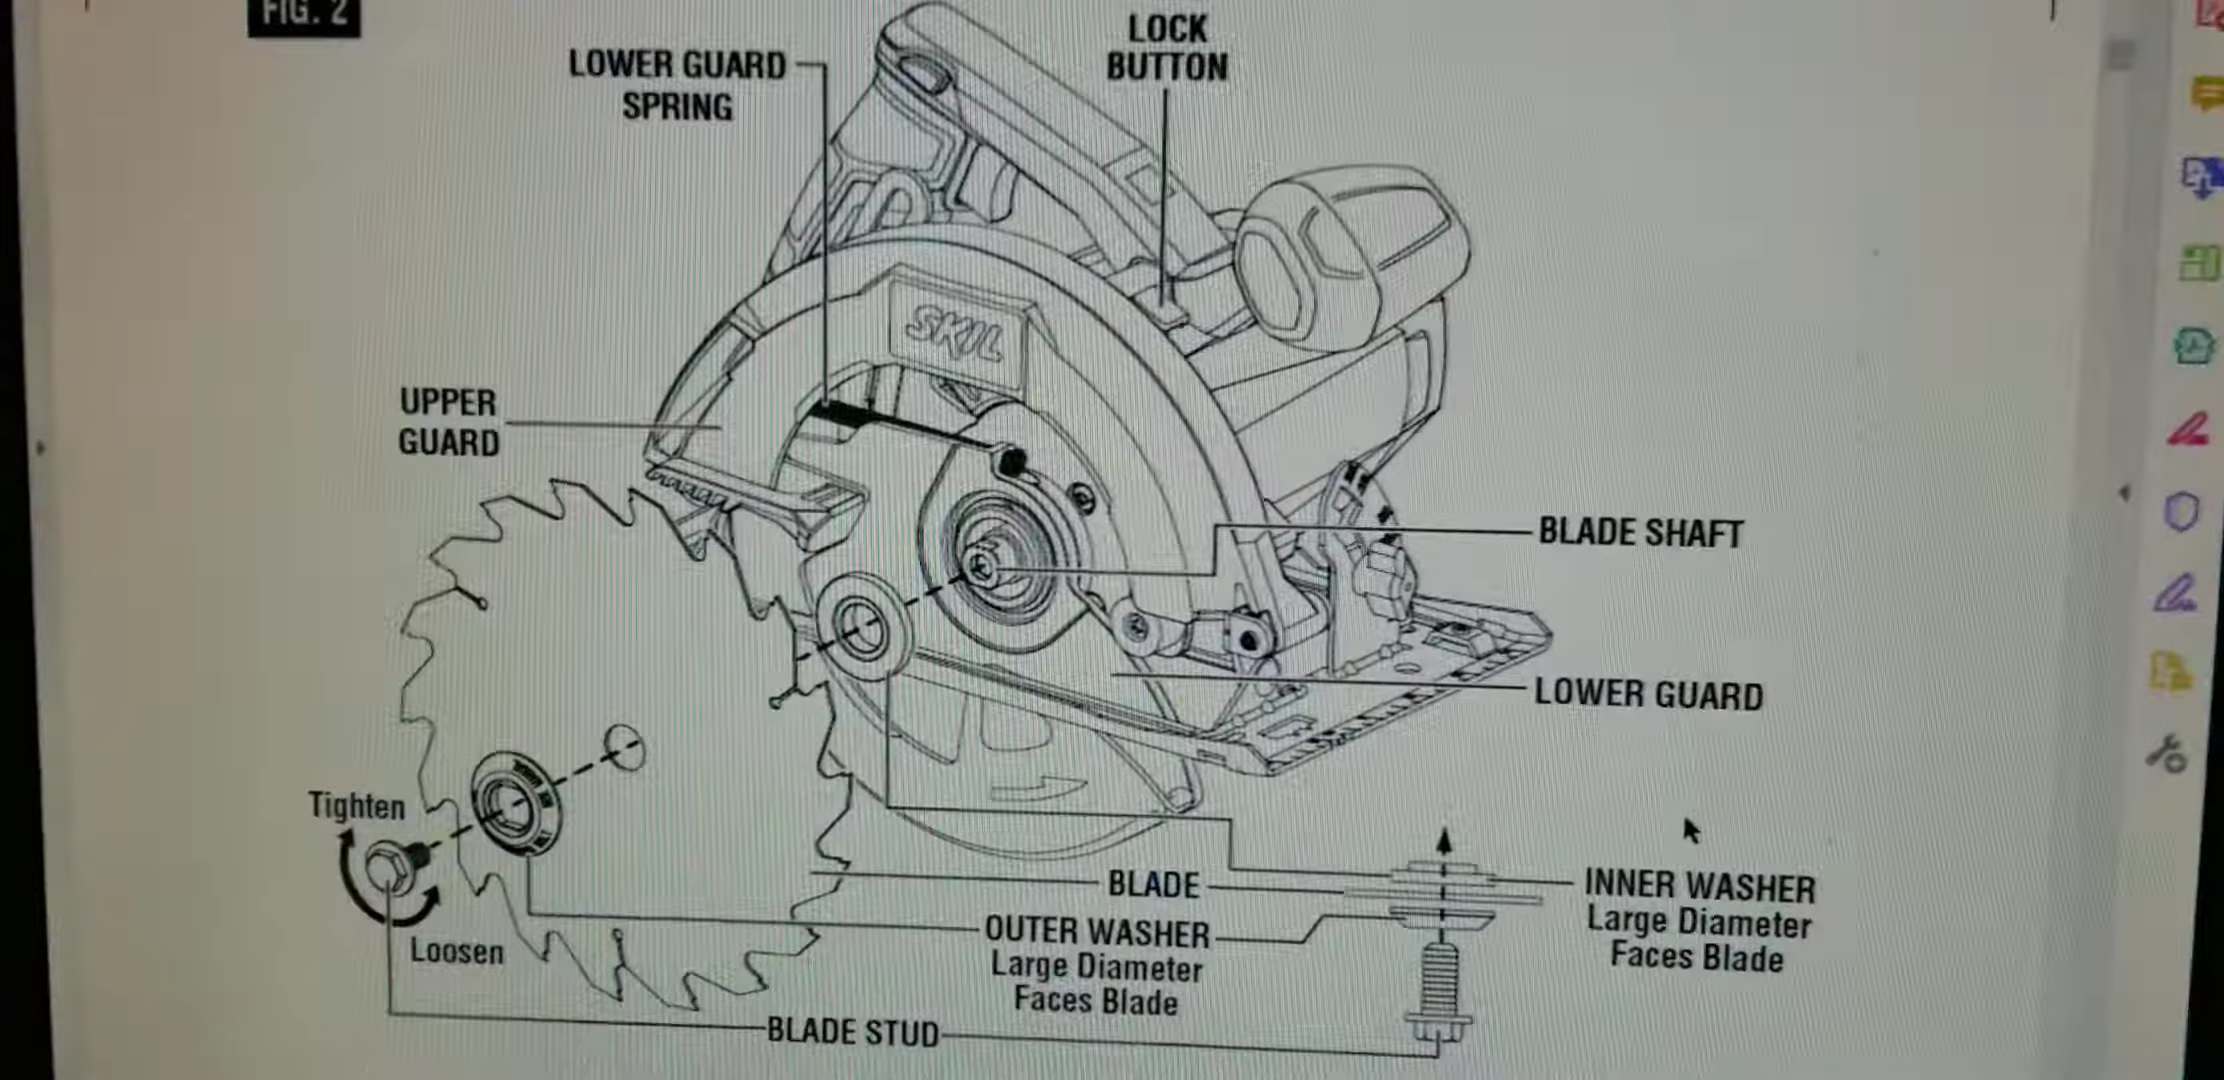 FIG. 2
LOCK
BUTTON
LOWER GUARD
SPRING
SKIL
UPPER
GUARD
BLADE SHAFT
LOWER GUARD
Tighten
Loosen
BLADE
INNER WASHER
Large Diameter
Faces Blade
OUTER WASHER
Large Diameter
Faces Blade
BLADE STUD